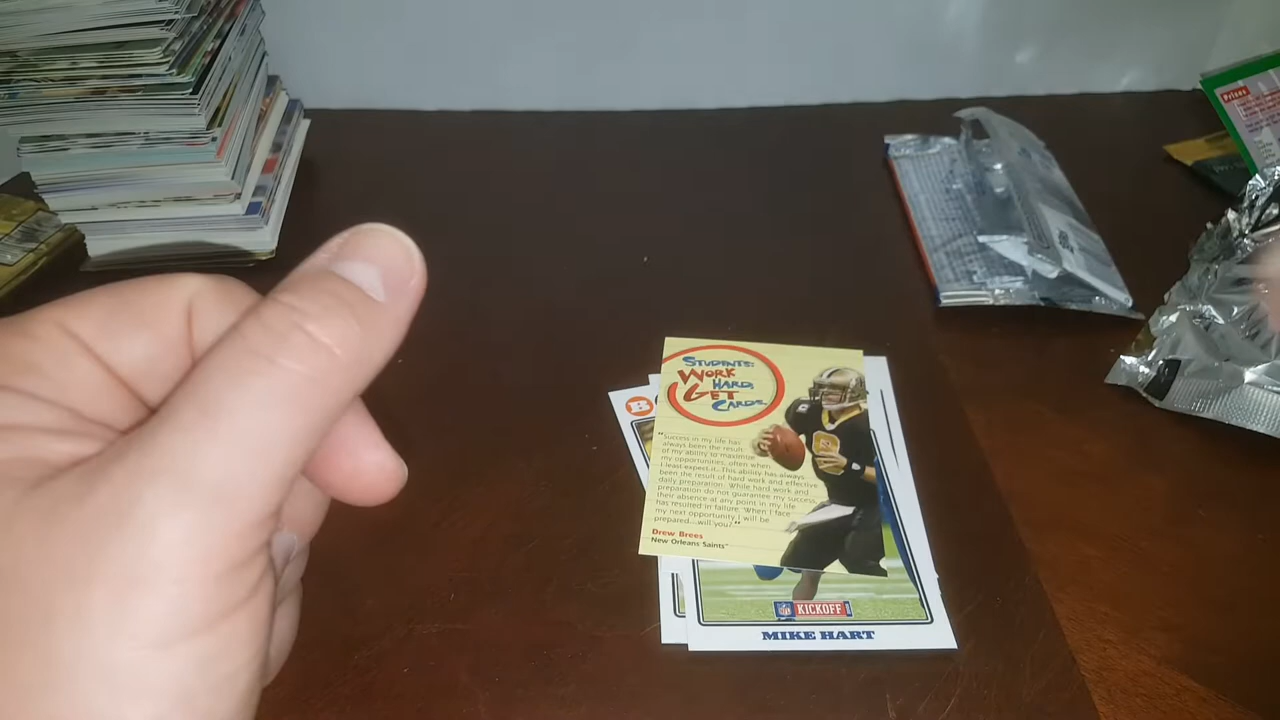 Prizes
B
STUDENTS:
WORK
HARD,
GET
CARDS.
"Success in my life has
always been the result
of my ability to maximize
my opportunities, often when
I least expect it. This ability has always
been the result of hard work and effective
daily preparation. While hard work and
preparation do not guarantee my success,
their absence at any point in my life
has resulted in failure. When I face
my next opportunity, I will be
prepared...will you?"
Drew Brees
New Orleans Saints™
NFL KICKOFF
MIKE HART